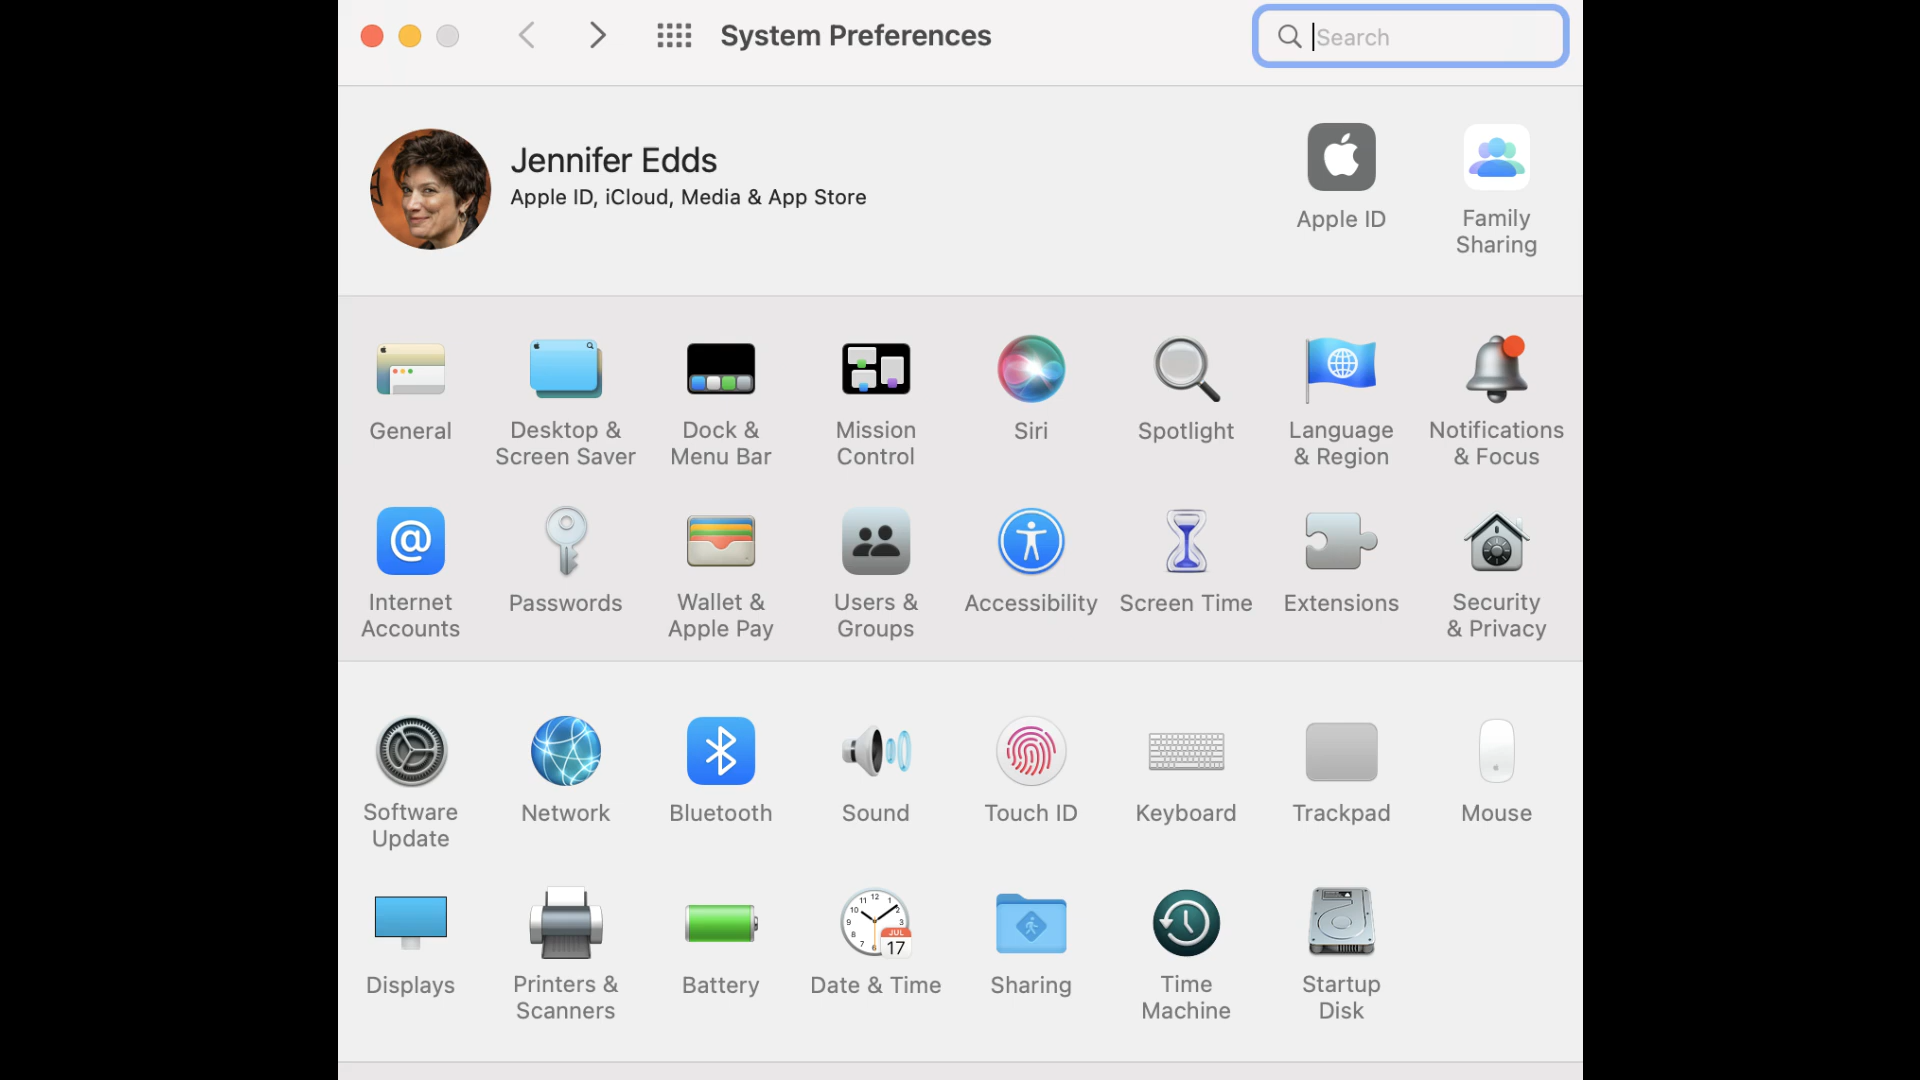 System Preferences
Search
Jennifer Edds
Apple ID, iCloud, Media & App Store
Apple ID
Family
Sharing
General
Desktop &
Screen Saver
Dock &
Menu Bar
Mission
Control
Siri
Spotlight
Language
& Region
Notifications
& Focus
@
Internet
Accounts
Passwords
Wallet &
Apple Pay
Users &
Groups
Accessibility
Screen Time
Extensions
Security
& Privacy
Software
Update
Network
Bluetooth
Sound
Touch ID
Keyboard
Trackpad
Mouse
Displays
Printers &
Scanners
Battery
JUL
17
Date & Time
Sharing
Time
Machine
Startup
Disk